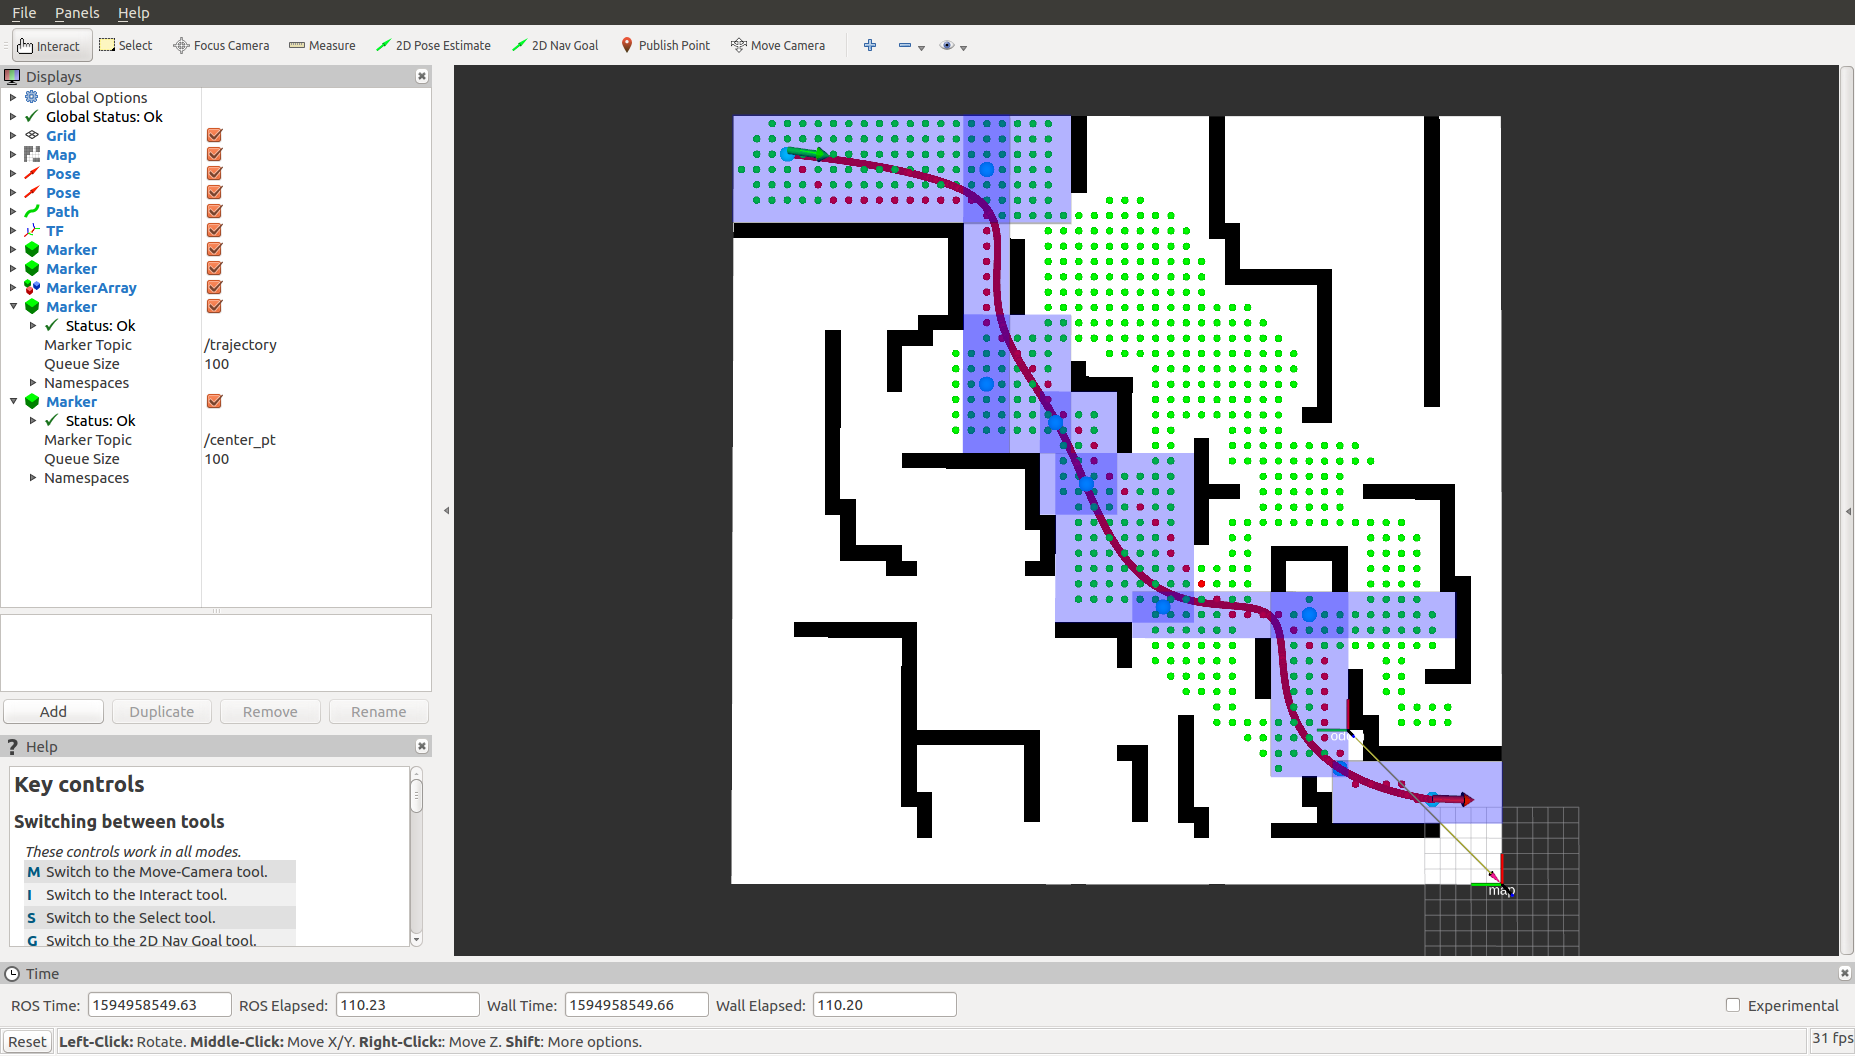 File Panels Help
Interact Select Focus Camera Measure 2D Pose Estimate 2D Nav Goal Publish Point Move Camera
Displays
Global Options
Global Status: Ok
Grid
Map
Pose
Pose
Path
TF
Marker
Marker
MarkerArray
Marker
Status: Ok
Marker Topic /trajectory
Queue Size 100
Namespaces
Marker
Status: Ok
Marker Topic /center_pt
Queue Size 100
Namespaces
Add Duplicate Remove Rename
? Help
Key controls
Switching between tools
These controls work in all modes.
M Switch to the Move-Camera tool.
I Switch to the Interact tool.
S Switch to the Select tool.
G Switch to the 2D Nav Goal tool.
map
Time
ROS Time: 1594958549.63 ROS Elapsed: 110.23 Wall Time: 1594958549.66 Wall Elapsed: 110.20 Experimental
Reset Left-Click: Rotate. Middle-Click: Move X/Y. Right-Click:: Move Z. Shift: More options. 31 fps